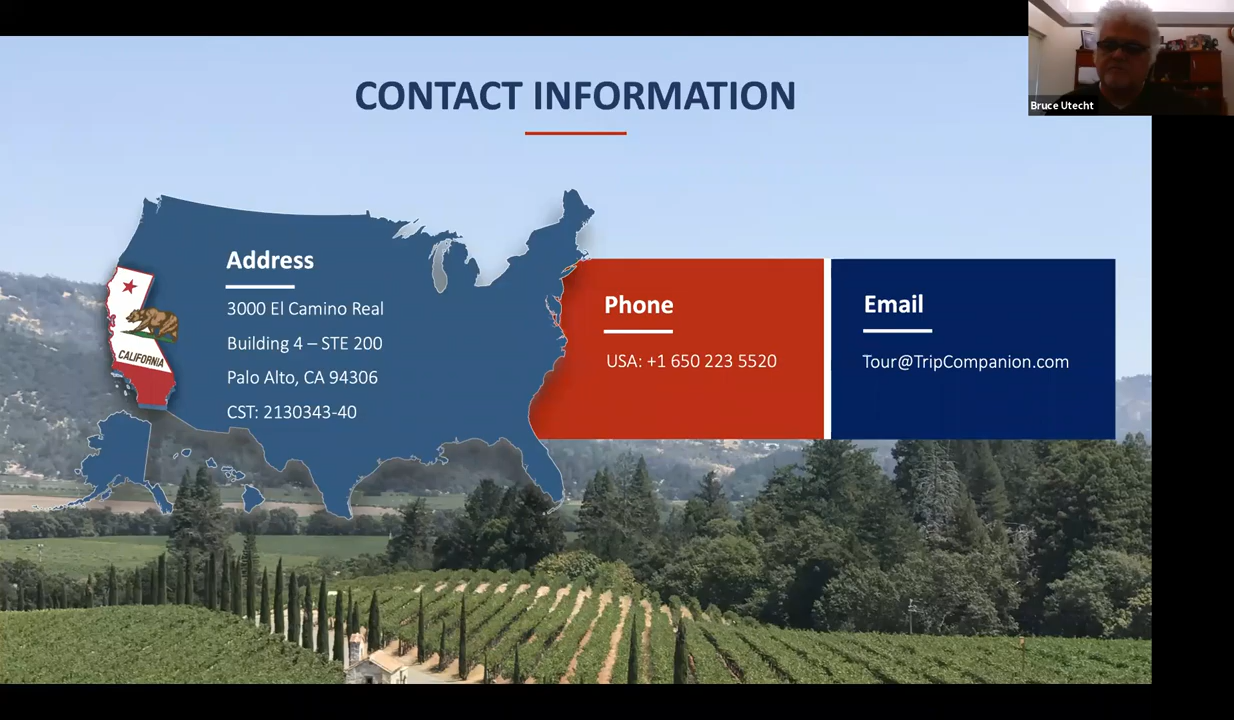 CONTACT INFORMATION
Bruce Utecht
Address
3000 El Camino Real
Building 4 – STE 200
Palo Alto, CA 94306
CST: 2130343-40
CALIFORNIA
Phone
USA: +1 650 223 5520
Email
Tour@TripCompanion.com